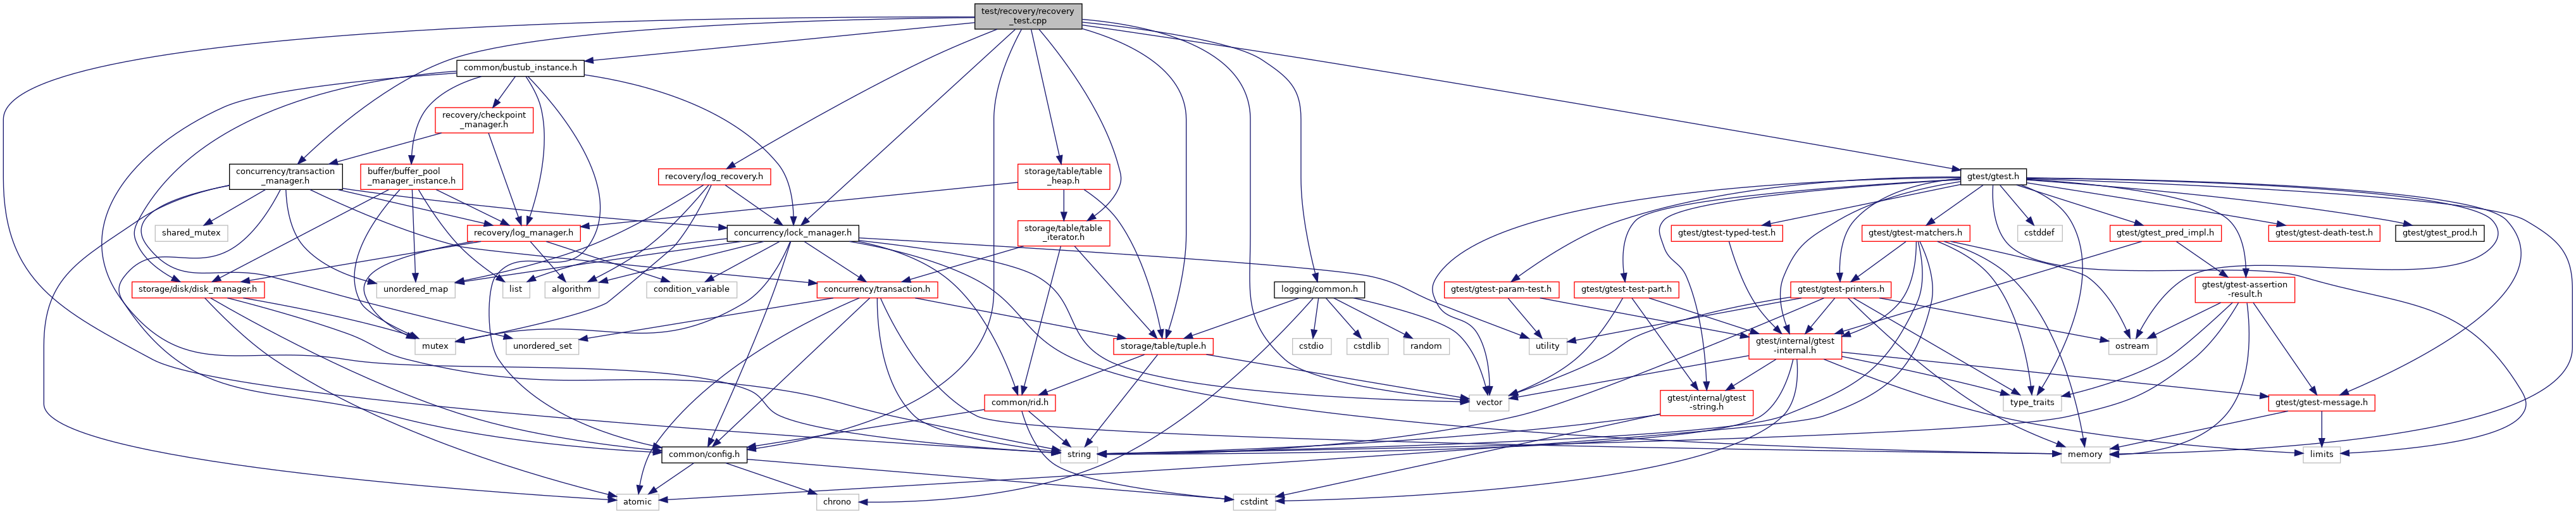 test/recovery/recovery
_test.cpp
common/bustub_instance.h
recovery/checkpoint
_manager.h
concurrency/transaction
_manager.h
buffer/buffer_pool
_manager_instance.h
recovery/log_recovery.h
storage/table/table
_heap.h
gtest/gtest.h
shared_mutex
recovery/log_manager.h
concurrency/lock_manager.h
storage/table/table
_iterator.h
gtest/gtest-typed-test.h
gtest/gtest-matchers.h
cstddef
gtest/gtest_pred_impl.h
gtest/gtest-death-test.h
gtest/gtest_prod.h
storage/disk/disk_manager.h
unordered_map
list
algorithm
condition_variable
concurrency/transaction.h
logging/common.h
gtest/gtest-param-test.h
gtest/gtest-test-part.h
gtest/gtest-printers.h
gtest/gtest-assertion
-result.h
mutex
unordered_set
storage/table/tuple.h
cstdio
cstdlib
random
utility
gtest/internal/gtest
-internal.h
ostream
common/rid.h
vector
gtest/internal/gtest
-string.h
type_traits
gtest/gtest-message.h
common/config.h
string
memory
limits
atomic
chrono
cstdint